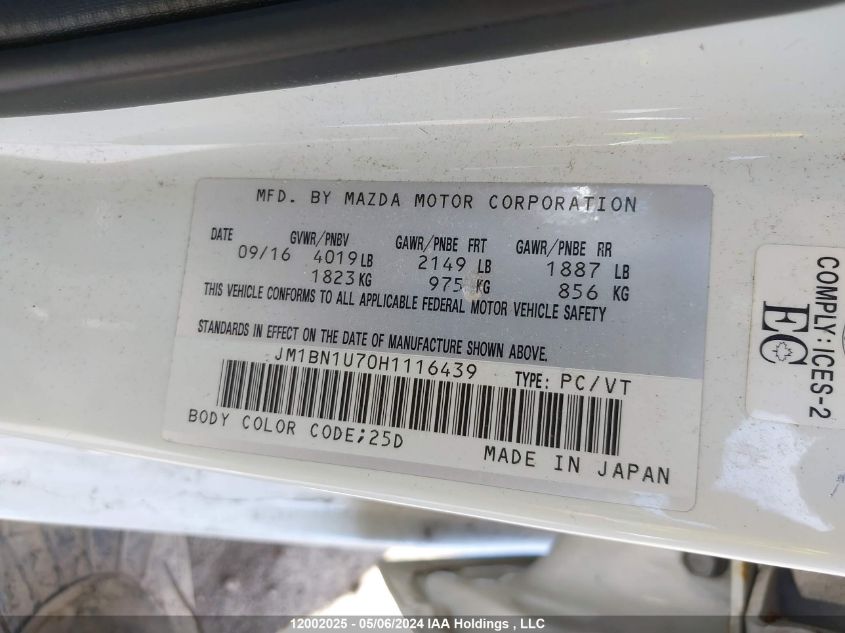 MFD. BY MAZDA MOTOR CORPORATION
DATE GVWR/PNBV GAWR/PNBE FRT GAWR/PNBE RR
09/16 4019LB 2149 LB 1887 LB
1823KG 975 KG 856 KG
THIS VEHICLE CONFORMS TO ALL APPLICABLE FEDERAL MOTOR VEHICLE SAFETY
STANDARDS IN EFFECT ON THE DATE OF MANUFACTURE SHOWN ABOVE.
JM1BN1U70H1116439 TYPE: PC/VT
BODY COLOR CODE;25D
MADE IN JAPAN
COMPLY:ICES-2
EC
12002025 - 05/06/2024 IAA Holdings , LLC